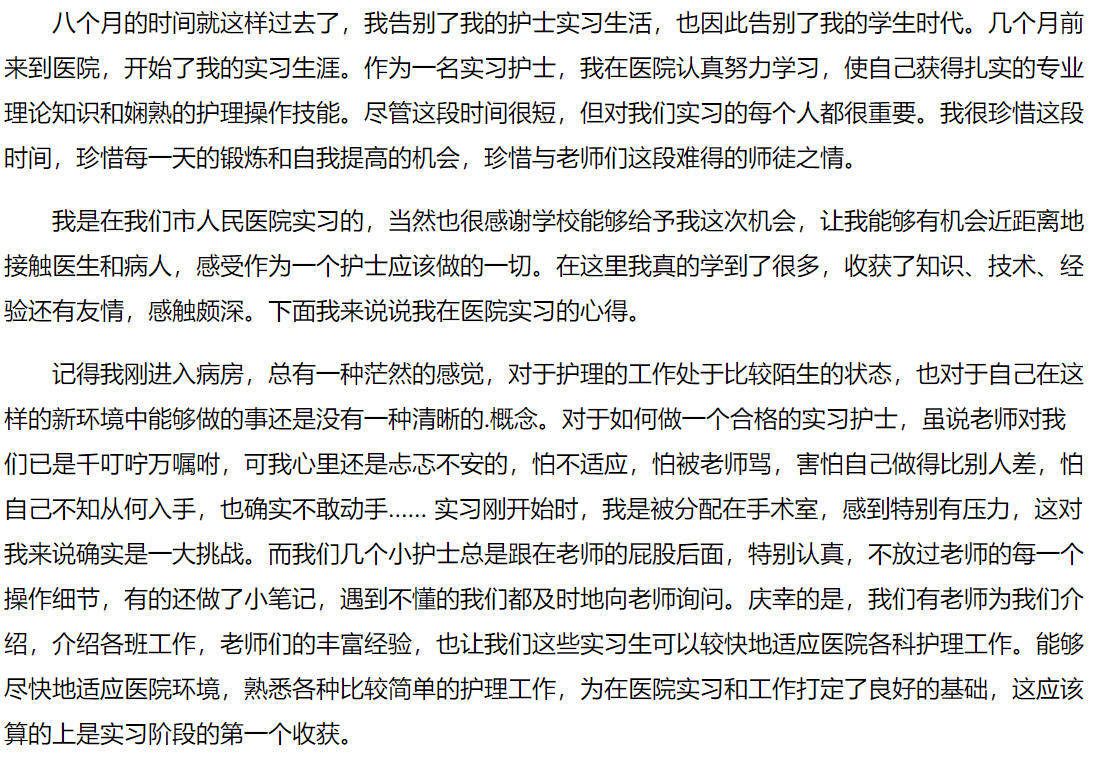 八个月的时间就这样过去了，我告别了我的护士实习生活，也因此告别了我的学生时代。几个月前
来到医院，开始了我的实习生涯。作为一名实习护士，我在医院认真努力学习，使自己获得扎实的专业
理论知识和娴熟的护理操作技能。尽管这段时间很短，但对我们实习的每个人都很重要。我很珍惜这段
时间，珍惜每一天的锻炼和自我提高的机会，珍惜与老师们这段难得的师徒之情。
我是在我们市人民医院实习的，当然也很感谢学校能够给予我这次机会，让我能够有机会近距离地
接触医生和病人，感受作为一个护士应该做的一切。在这里我真的学到了很多，收获了知识、技术、经
验还有友情，感触颇深。下面我来说说我在医院实习的心得。
记得我刚进入病房，总有一种茫然的感觉，对于护理的工作处于比较陌生的状态，也对于自己在这
样的新环境中能够做的事还是没有一种清晰的.概念。对于如何做一个合格的实习护士，虽说老师对我
们已是千叮咛万嘱咐，可我心里还是忐忑不安的，怕不适应，怕被老师骂，害怕自己做得比别人差，怕
自己不知从何入手，也确实不敢动手...... 实习刚开始时，我是被分配在手术室，感到特别有压力，这对
我来说确实是一大挑战。而我们几个小护士总是跟在老师的屁股后面，特别认真，不放过老师的每一个
操作细节，有的还做了小笔记，遇到不懂的我们都及时地向老师询问。庆幸的是，我们有老师为我们介
绍，介绍各班工作，老师们的丰富经验，也让我们这些实习生可以较快地适应医院各科护理工作。能够
尽快地适应医院环境，熟悉各种比较简单的护理工作，为在医院实习和工作打定了良好的基础，这应该
算的上是实习阶段的第一个收获。